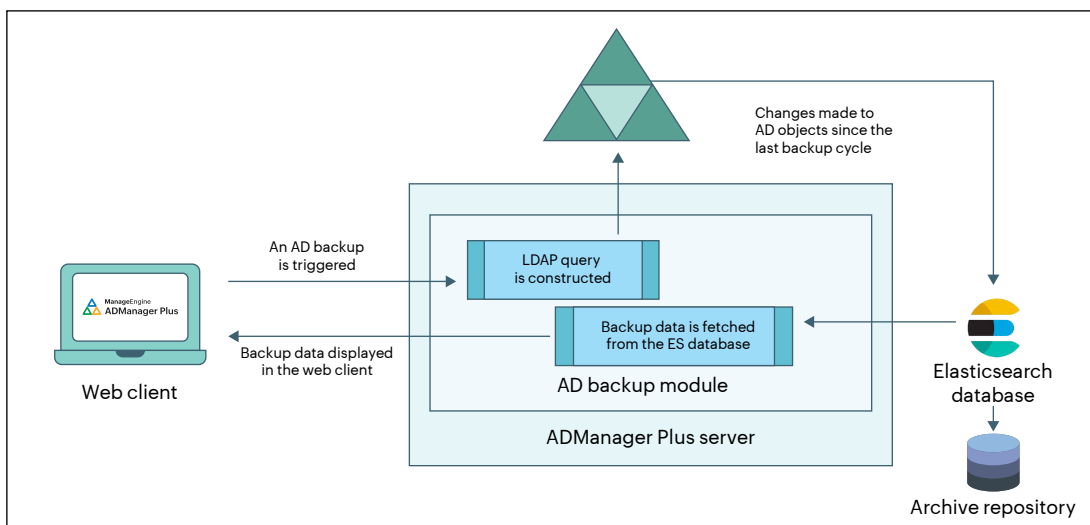 Changes made to
AD objects since the
last backup cycle
An AD backup
is triggered
LDAP query
is constructed
ManageEngine
ADManager Plus
Backup data is fetched
from the ES database
Backup data displayed
in the web client
AD backup module
Web client
Elasticsearch
database
ADManager Plus server
Archive repository